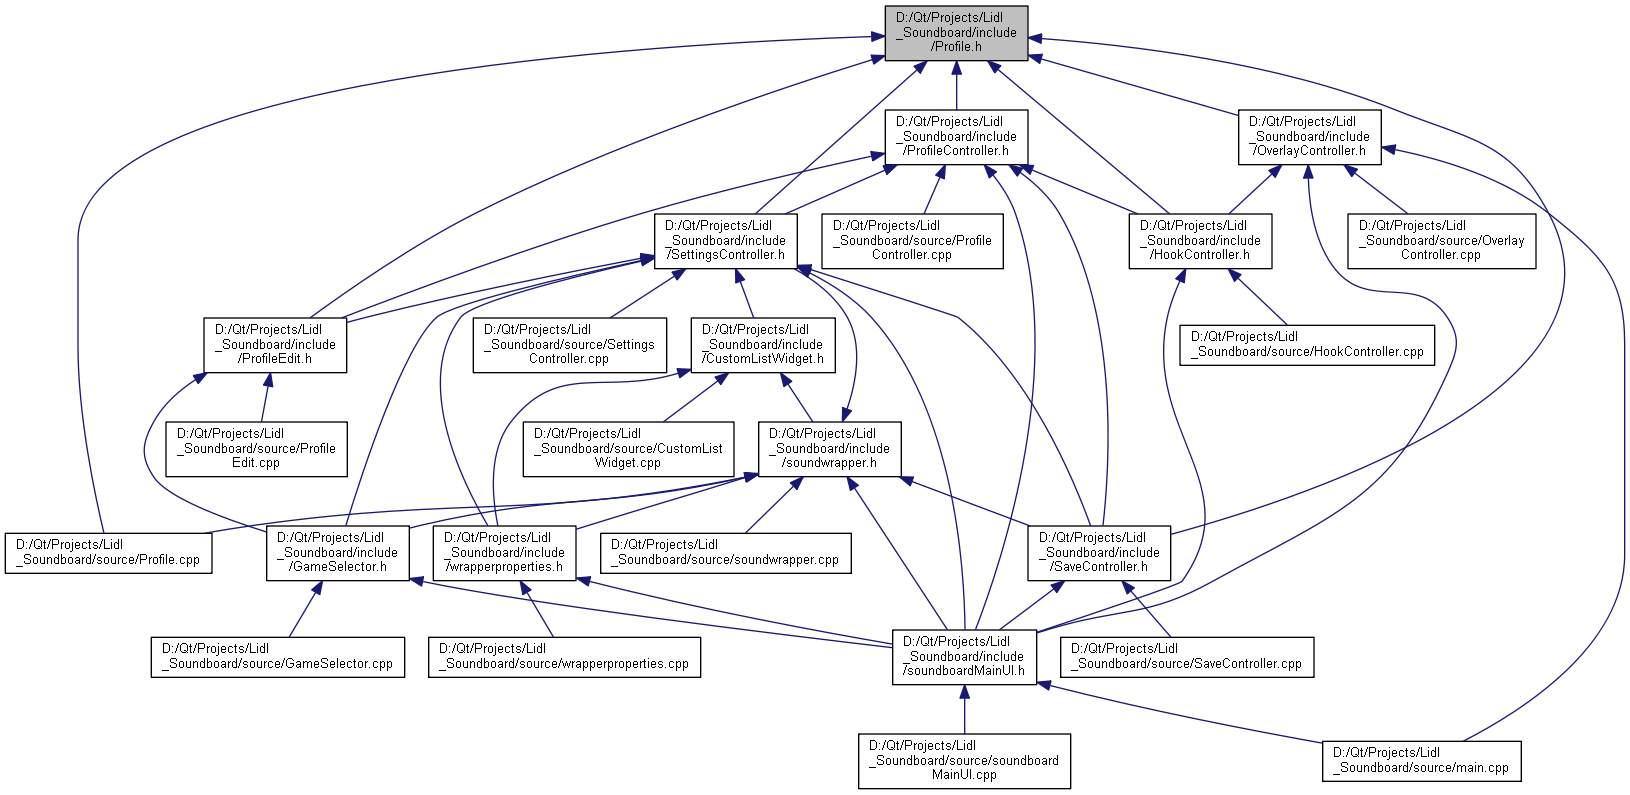 D:/Qt/Projects/Lidl
_Soundboard/include
/Profile.h
D:/Qt/Projects/Lidl
_Soundboard/include
/ProfileController.h
D:/Qt/Projects/Lidl
_Soundboard/include
/OverlayController.h
D:/Qt/Projects/Lidl
_Soundboard/include
/SettingsController.h
D:/Qt/Projects/Lidl
_Soundboard/source/Profile
Controller.cpp
D:/Qt/Projects/Lidl
_Soundboard/include
/HookController.h
D:/Qt/Projects/Lidl
_Soundboard/source/Overlay
Controller.cpp
D:/Qt/Projects/Lidl
_Soundboard/include
/ProfileEdit.h
D:/Qt/Projects/Lidl
_Soundboard/source/Settings
Controller.cpp
D:/Qt/Projects/Lidl
_Soundboard/include
/CustomListWidget.h
D:/Qt/Projects/Lidl
_Soundboard/source/HookController.cpp
D:/Qt/Projects/Lidl
_Soundboard/source/Profile
Edit.cpp
D:/Qt/Projects/Lidl
_Soundboard/source/CustomList
Widget.cpp
D:/Qt/Projects/Lidl
_Soundboard/include
/soundwrapper.h
D:/Qt/Projects/Lidl
_Soundboard/source/Profile.cpp
D:/Qt/Projects/Lidl
_Soundboard/include
/GameSelector.h
D:/Qt/Projects/Lidl
_Soundboard/include
/wrapperproperties.h
D:/Qt/Projects/Lidl
_Soundboard/source/soundwrapper.cpp
D:/Qt/Projects/Lidl
_Soundboard/include
/SaveController.h
D:/Qt/Projects/Lidl
_Soundboard/source/GameSelector.cpp
D:/Qt/Projects/Lidl
_Soundboard/source/wrapperproperties.cpp
D:/Qt/Projects/Lidl
_Soundboard/include
/soundboardMainUI.h
D:/Qt/Projects/Lidl
_Soundboard/source/SaveController.cpp
D:/Qt/Projects/Lidl
_Soundboard/source/soundboard
MainUI.cpp
D:/Qt/Projects/Lidl
_Soundboard/source/main.cpp